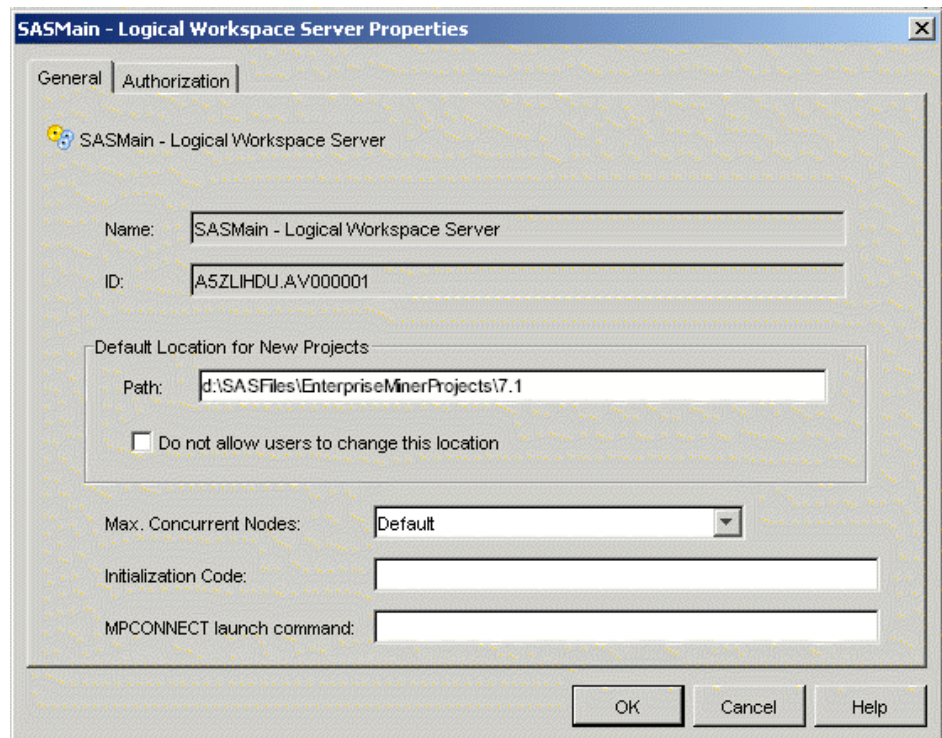 SASMain - Logical Workspace Server Properties
General
Authorization
SASMain - Logical Workspace Server
Name: SASMain - Logical Workspace Server
ID: A5ZLIHDU.AV000001
Default Location for New Projects
Path: d:\SASFiles\EnterpriseMinerProjects\7.1
Do not allow users to change this location
Max. Concurrent Nodes: Default
Initialization Code:
MPCONNECT launch command:
OK Cancel Help